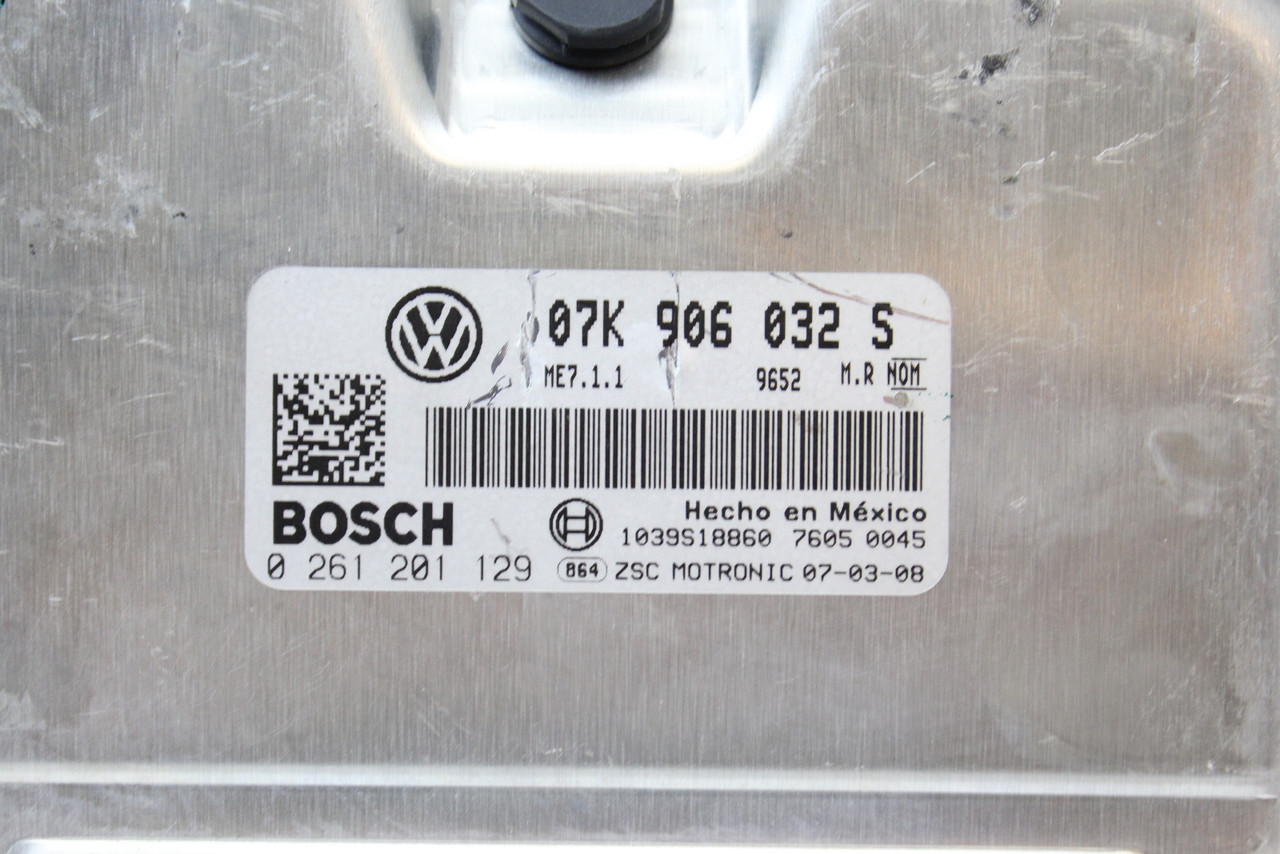 07K 906 032 S
ME7.1.1 9652 M.R NOM
BOSCH
Hecho en México
1039S18860 7605 0045
0 261 201 129 864 ZSC MOTRONIC 07-03-08